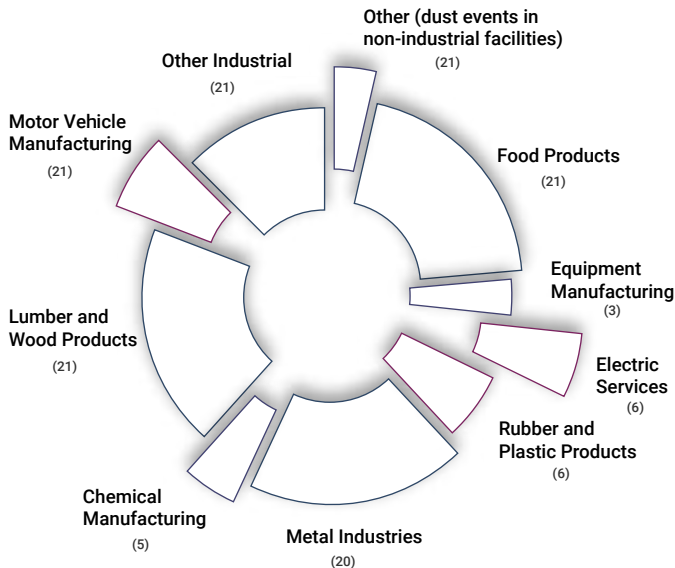 Other (dust events in
non-industrial facilities)
(21)
Other Industrial
(21)
Motor Vehicle
Manufacturing
(21)
Food Products
(21)
Equipment
Manufacturing
(3)
Lumber and
Wood Products
(21)
Electric
Services
(6)
Rubber and
Plastic Products
(6)
Chemical
Manufacturing
(5)
Metal Industries
(20)